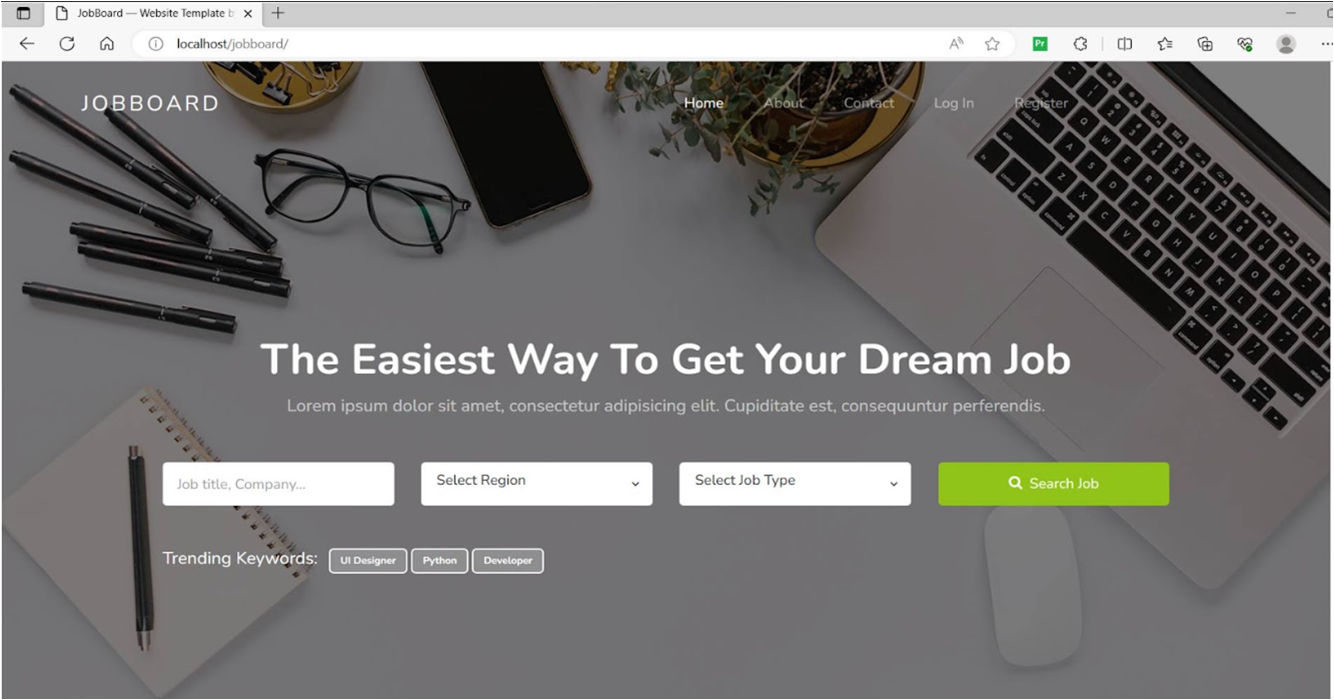 JobBoard — Website Template b
localhost/jobboard/
JOBBOARD
Home About Contact Log In Register
The Easiest Way To Get Your Dream Job
Lorem ipsum dolor sit amet, consectetur adipisicing elit. Cupiditate est, consequuntur perferendis.
Job title, Company... Select Region Select Job Type Search Job
Trending Keywords: UI Designer Python Developer